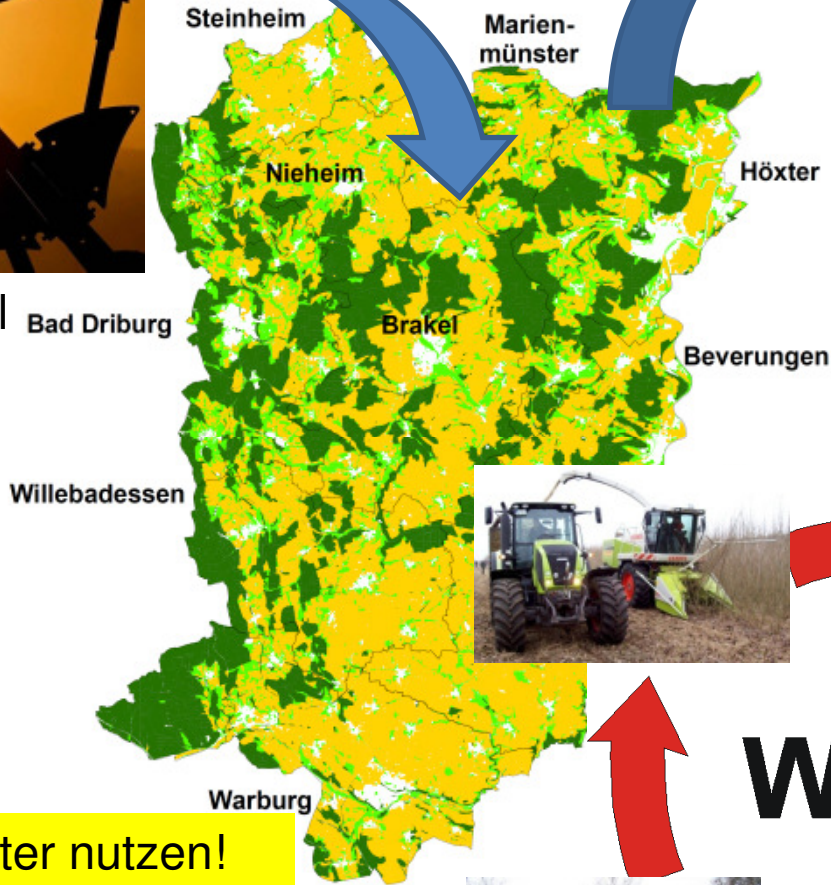 Steinheim
Marien-
münster
Nieheim
Höxter
l
Bad Driburg
Brakel
Beverungen
Willebadessen
W
Warburg
ter nutzen!